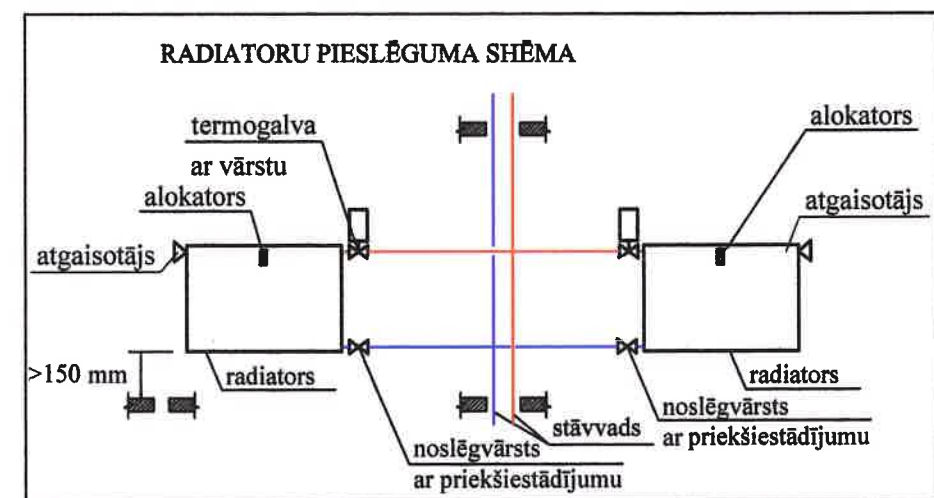 RADIATORU PIESLĒGUMA SHĒMA
termogalva
ar vārstu
alokators
atgaisotājs
alokators
atgaisotājs
>150 mm
radiators
radiators
noslēgvārsts
ar priekšiestādījumu
stāvvads
noslēgvārsts
ar priekšiestādījumu